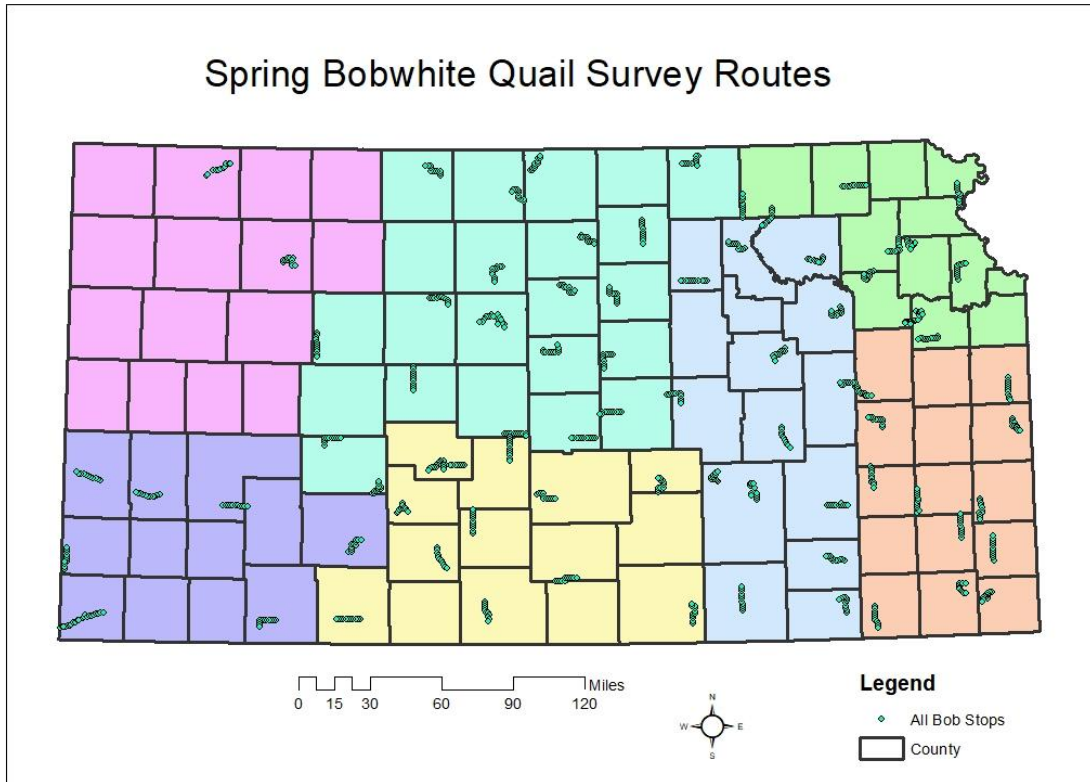 Spring Bobwhite Quail Survey Routes
Miles
0 15 30 60 90 120
N
W E
S
Legend
All Bob Stops
County